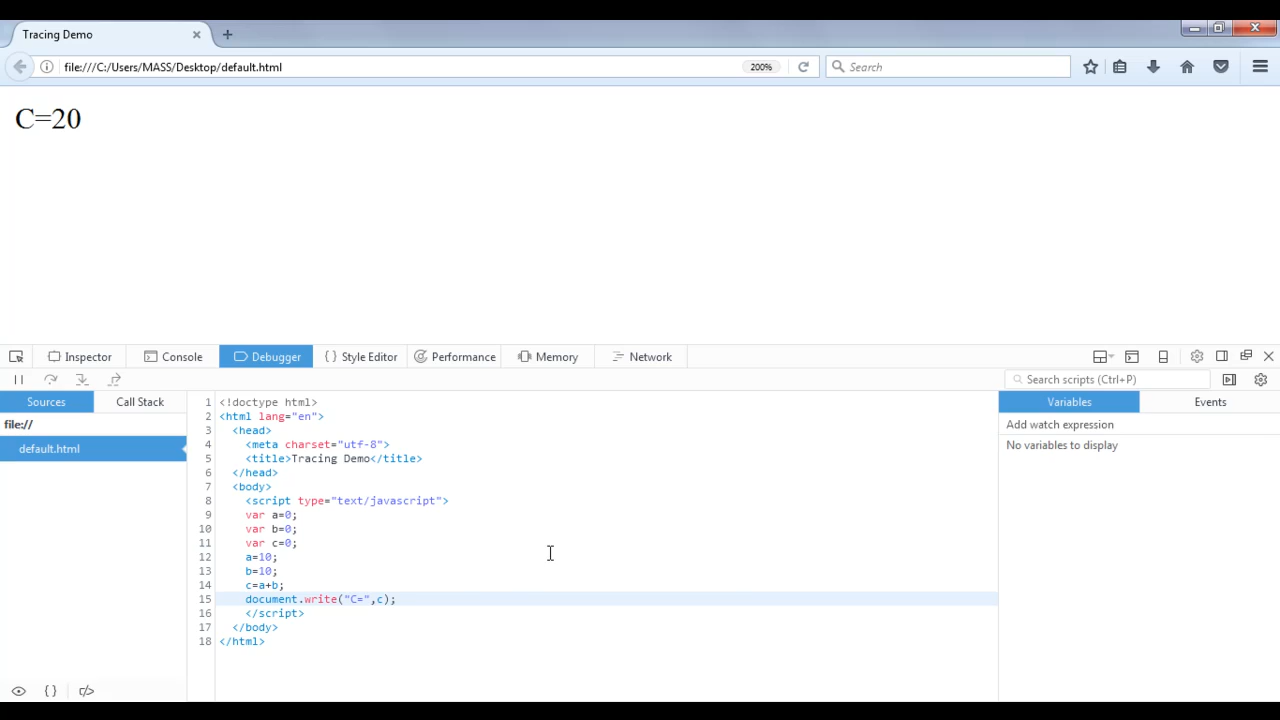 Tracing Demo
file:///C:/Users/MASS/Desktop/default.html
200%
Search
C=20
Inspector
Console
Debugger
{ } Style Editor
Performance
Memory
Network
Search scripts (Ctrl+P)
Sources
Call Stack
Variables
Events
file://
default.html
Add watch expression
No variables to display
1 <!doctype html>
2 <html lang="en">
3 <head>
4 <meta charset="utf-8">
5 <title>Tracing Demo</title>
6 </head>
7 <body>
8 <script type="text/javascript">
9 var a=0;
10 var b=0;
11 var c=0;
12 a=10;
13 b=10;
14 c=a+b;
15 document.write("C=",c);
16 </script>
17 </body>
18 </html>